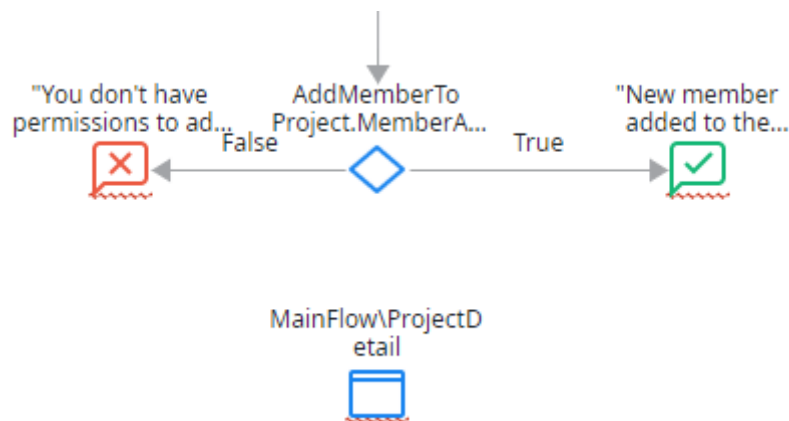 "You don't have
permissions to ad...
AddMemberTo
Project.MemberA...
"New member
added to the...
False
True
MainFlow\ProjectD
etail